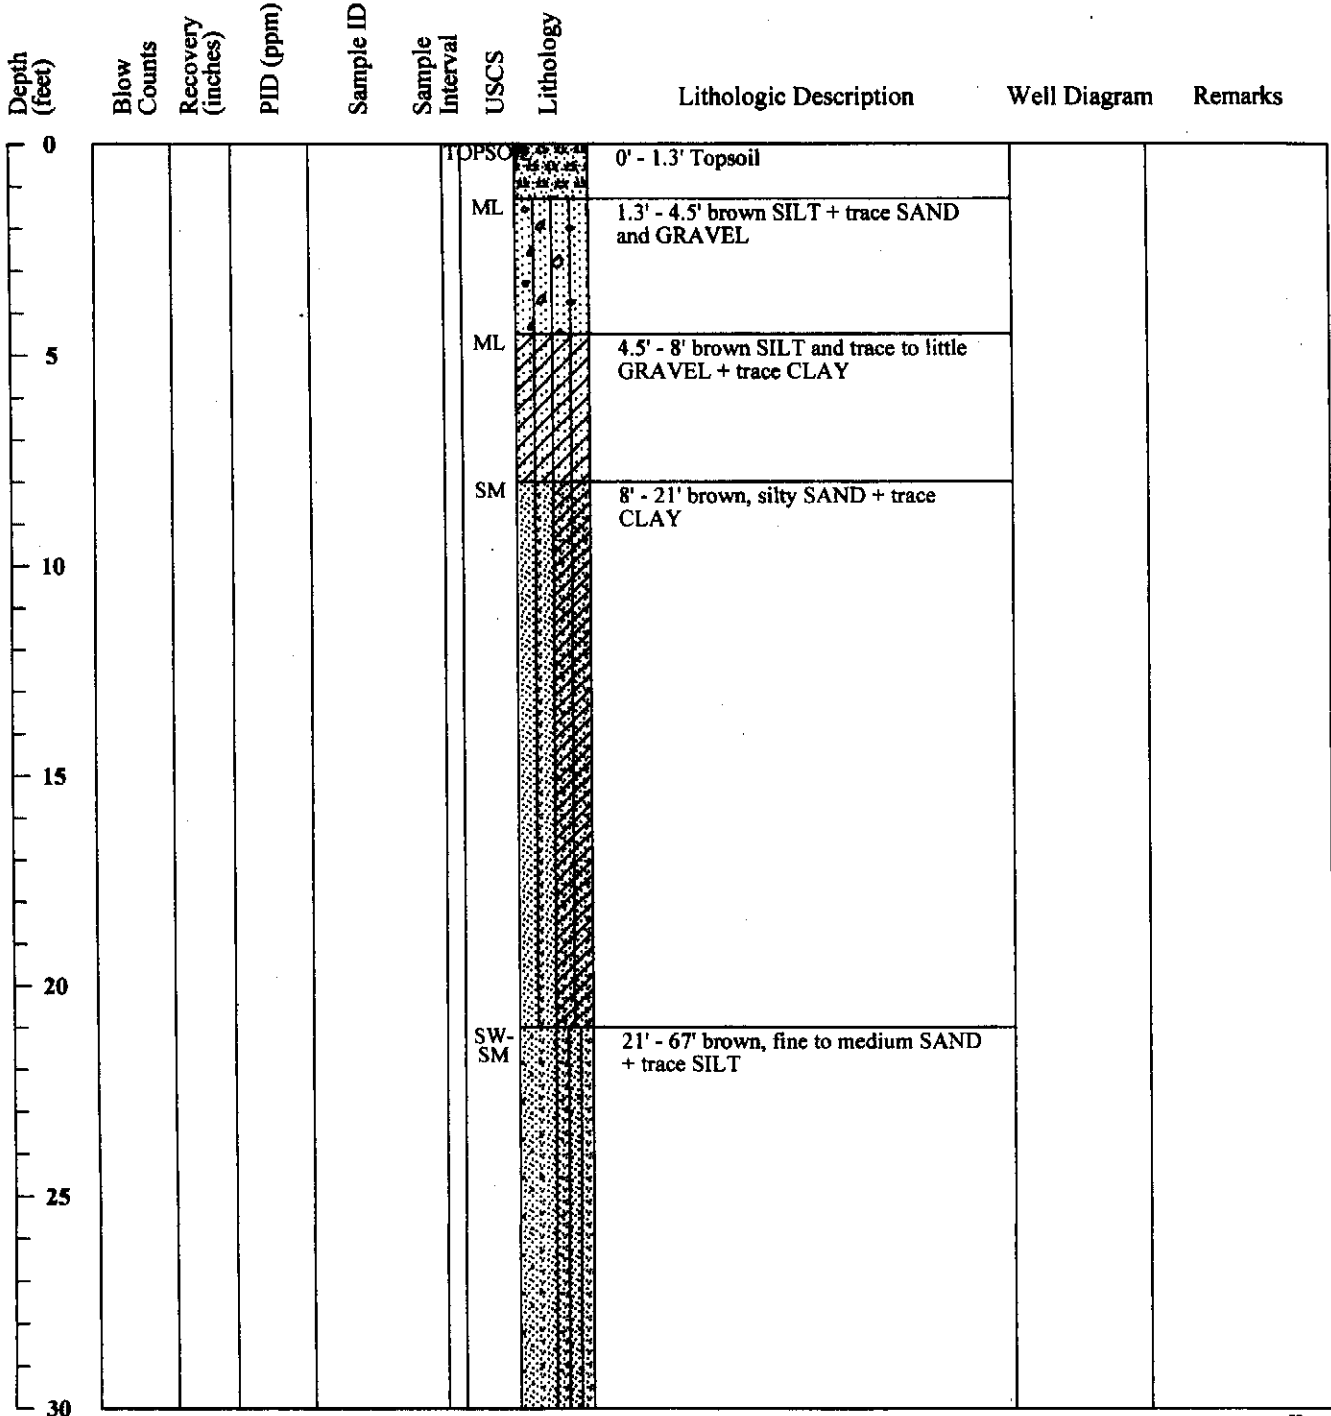 Depth
(feet)
Blow
Counts
Recovery
(inches)
PID (ppm)
Sample ID
Sample
Interval
USCS
Lithology
Lithologic Description
Well Diagram
Remarks
0
TOPSOIL
0' - 1.3' Topsoil
ML
1.3' - 4.5' brown SILT + trace SAND
and GRAVEL
5
ML
4.5' - 8' brown SILT and trace to little
GRAVEL + trace CLAY
SM
8' - 21' brown, silty SAND + trace
CLAY
10
15
20
SW-
SM
21' - 67' brown, fine to medium SAND
+ trace SILT
25
30